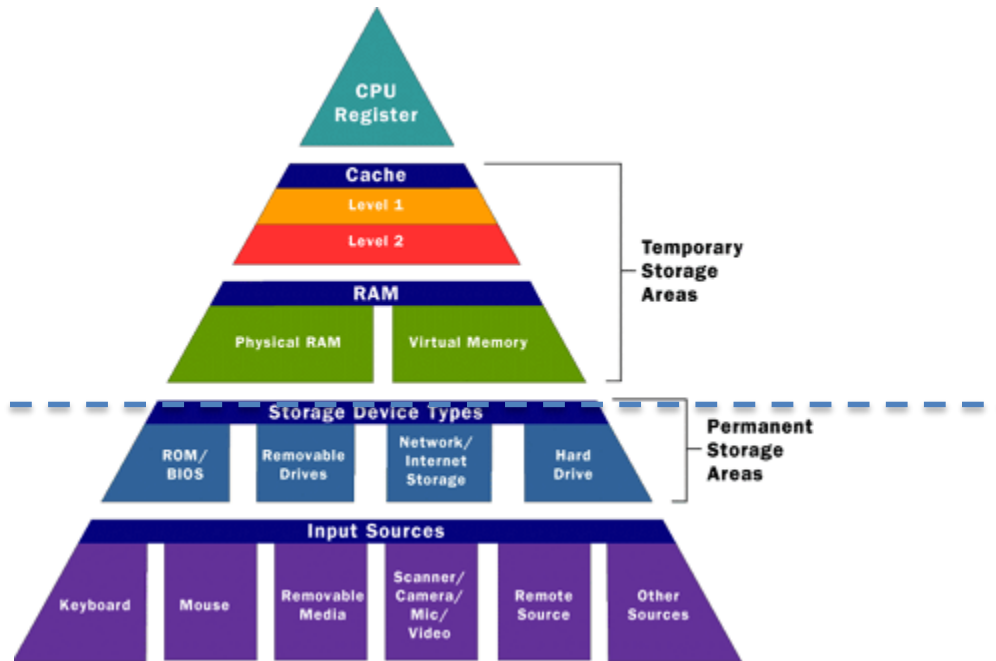 CPU
Register
Cache
Level 1
Level 2
Temporary
Storage
Areas
RAM
Physical RAM
Virtual Memory
Storage Device Types
Permanent
Storage
Areas
ROM/
BIOS
Removable
Drives
Network/
Internet
Storage
Hard
Drive
Input Sources
Keyboard
Mouse
Removable
Media
Scanner/
Camera/
Mic/
Video
Remote
Source
Other
Sources